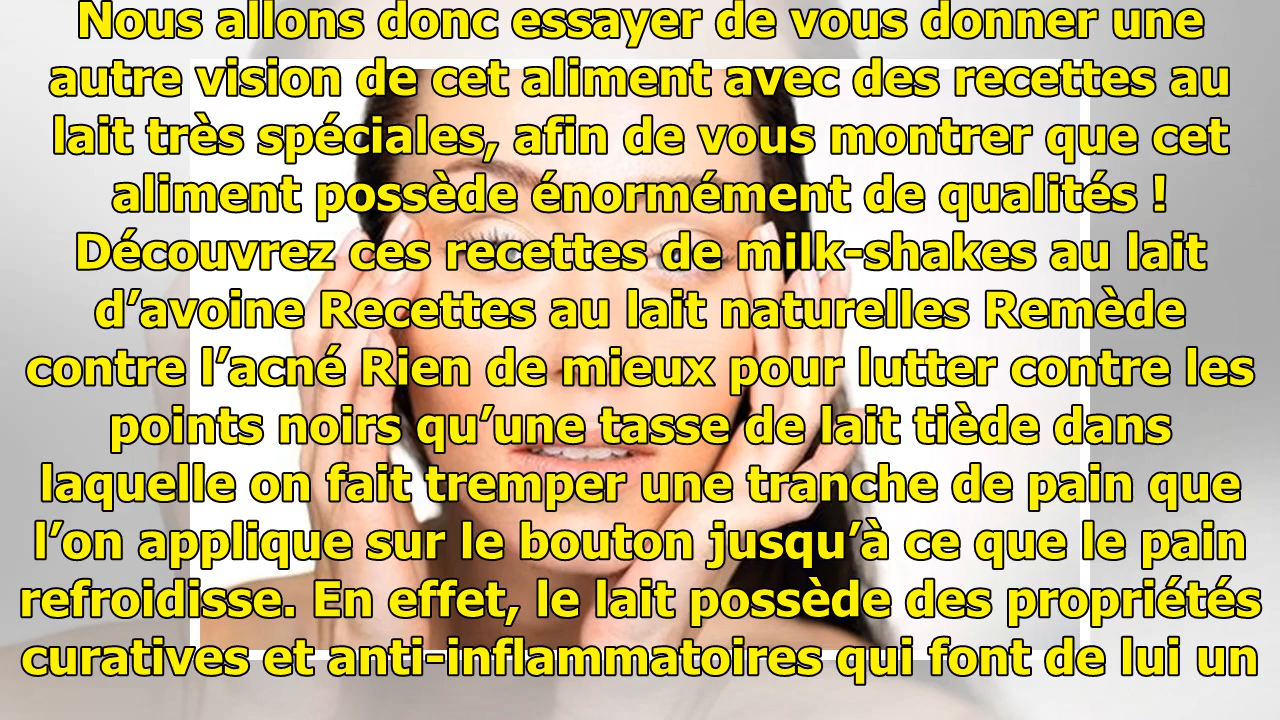 Nous allons donc essayer de vous donner une
autre vision de cet aliment avec des recettes au
lait très spéciales, afin de vous montrer que cet
aliment possède énormément de qualités !
Découvrez ces recettes de milk-shakes au lait
d’avoine Recettes au lait naturelles Remède
contre l’acné Rien de mieux pour lutter contre les
points noirs qu’une tasse de lait tiède dans
laquelle on fait tremper une tranche de pain que
l’on applique sur le bouton jusqu’à ce que le pain
refroidisse. En effet, le lait possède des propriétés
curatives et anti-inflammatoires qui font de lui un